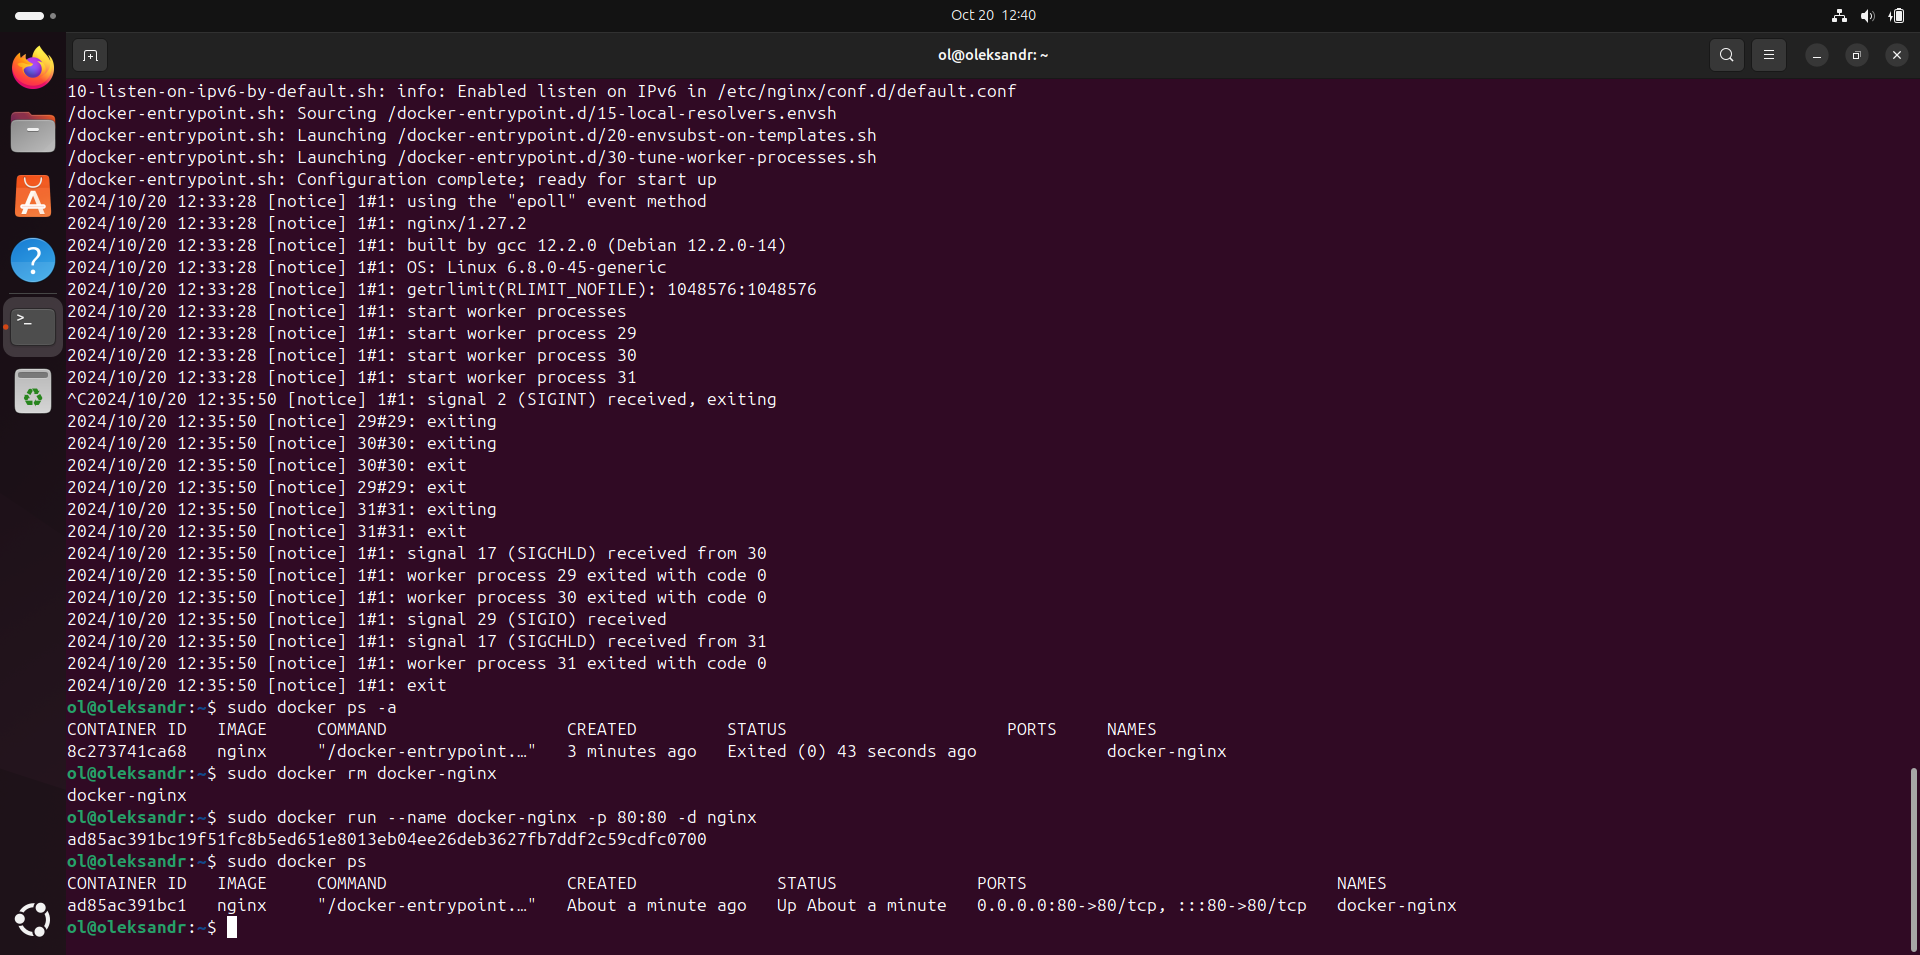 Oct 20 12:40
ol@oleksandr: ~
10-listen-on-ipv6-by-default.sh: info: Enabled listen on IPv6 in /etc/nginx/conf.d/default.conf
/docker-entrypoint.sh: Sourcing /docker-entrypoint.d/15-local-resolvers.envsh
/docker-entrypoint.sh: Launching /docker-entrypoint.d/20-envsubst-on-templates.sh
/docker-entrypoint.sh: Launching /docker-entrypoint.d/30-tune-worker-processes.sh
/docker-entrypoint.sh: Configuration complete; ready for start up
2024/10/20 12:33:28 [notice] 1#1: using the "epoll" event method
2024/10/20 12:33:28 [notice] 1#1: nginx/1.27.2
2024/10/20 12:33:28 [notice] 1#1: built by gcc 12.2.0 (Debian 12.2.0-14)
2024/10/20 12:33:28 [notice] 1#1: OS: Linux 6.8.0-45-generic
2024/10/20 12:33:28 [notice] 1#1: getrlimit(RLIMIT_NOFILE): 1048576:1048576
2024/10/20 12:33:28 [notice] 1#1: start worker processes
2024/10/20 12:33:28 [notice] 1#1: start worker process 29
2024/10/20 12:33:28 [notice] 1#1: start worker process 30
2024/10/20 12:33:28 [notice] 1#1: start worker process 31
^C2024/10/20 12:35:50 [notice] 1#1: signal 2 (SIGINT) received, exiting
2024/10/20 12:35:50 [notice] 29#29: exiting
2024/10/20 12:35:50 [notice] 30#30: exiting
2024/10/20 12:35:50 [notice] 30#30: exit
2024/10/20 12:35:50 [notice] 29#29: exit
2024/10/20 12:35:50 [notice] 31#31: exiting
2024/10/20 12:35:50 [notice] 31#31: exit
2024/10/20 12:35:50 [notice] 1#1: signal 17 (SIGCHLD) received from 30
2024/10/20 12:35:50 [notice] 1#1: worker process 29 exited with code 0
2024/10/20 12:35:50 [notice] 1#1: worker process 30 exited with code 0
2024/10/20 12:35:50 [notice] 1#1: signal 29 (SIGIO) received
2024/10/20 12:35:50 [notice] 1#1: signal 17 (SIGCHLD) received from 31
2024/10/20 12:35:50 [notice] 1#1: worker process 31 exited with code 0
2024/10/20 12:35:50 [notice] 1#1: exit
ol@oleksandr:~$ sudo docker ps -a
CONTAINER ID   IMAGE     COMMAND                  CREATED         STATUS                      PORTS     NAMES
8c273741ca68   nginx     "/docker-entrypoint.…"   3 minutes ago   Exited (0) 43 seconds ago             docker-nginx
ol@oleksandr:~$ sudo docker rm docker-nginx
docker-nginx
ol@oleksandr:~$ sudo docker run --name docker-nginx -p 80:80 -d nginx
ad85ac391bc19f51fc8b5ed651e8013eb04ee26deb3627fb7ddf2c59cdfc0700
ol@oleksandr:~$ sudo docker ps
CONTAINER ID   IMAGE     COMMAND                  CREATED              STATUS              PORTS                               NAMES
ad85ac391bc1   nginx     "/docker-entrypoint.…"   About a minute ago   Up About a minute   0.0.0.0:80->80/tcp, :::80->80/tcp   docker-nginx
ol@oleksandr:~$